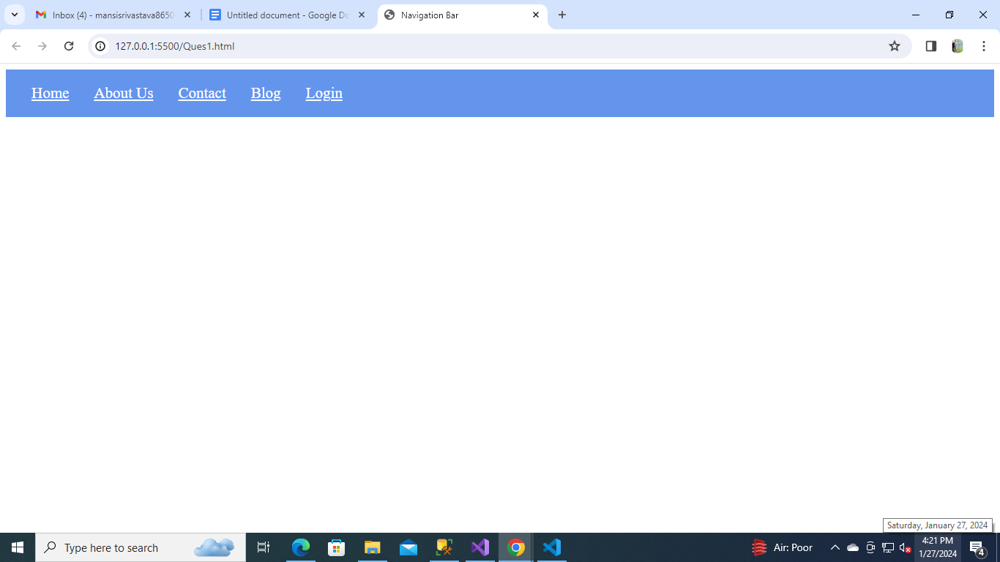 Inbox (4) - mansisrivastava8650
Untitled document - Google Do
Navigation Bar
127.0.0.1:5500/Ques1.html
Home About Us Contact Blog Login
Saturday, January 27, 2024
Type here to search
Air: Poor
4:21 PM
1/27/2024
4